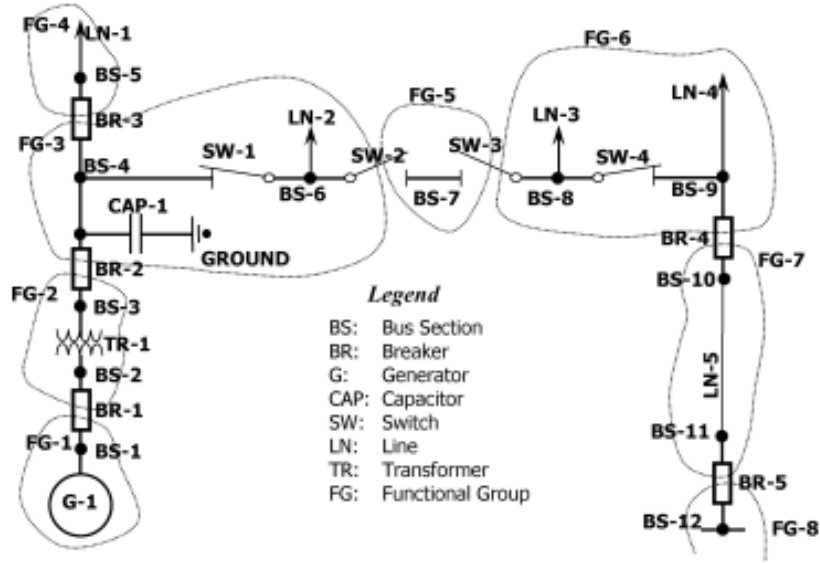 FG-4
LN-1
BS-5
BR-3
FG-3
BS-4
SW-1
LN-2
BS-6
SW-2
FG-5
BS-7
SW-3
LN-3
BS-8
SW-4
FG-6
LN-4
BS-9
CAP-1
GROUND
BR-2
FG-2
BS-3
TR-1
BS-2
BR-1
FG-1
BS-1
G-1
BR-4
FG-7
BS-10
LN-5
BS-11
BR-5
BS-12
FG-8
Legend
BS: Bus Section
BR: Breaker
G: Generator
CAP: Capacitor
SW: Switch
LN: Line
TR: Transformer
FG: Functional Group